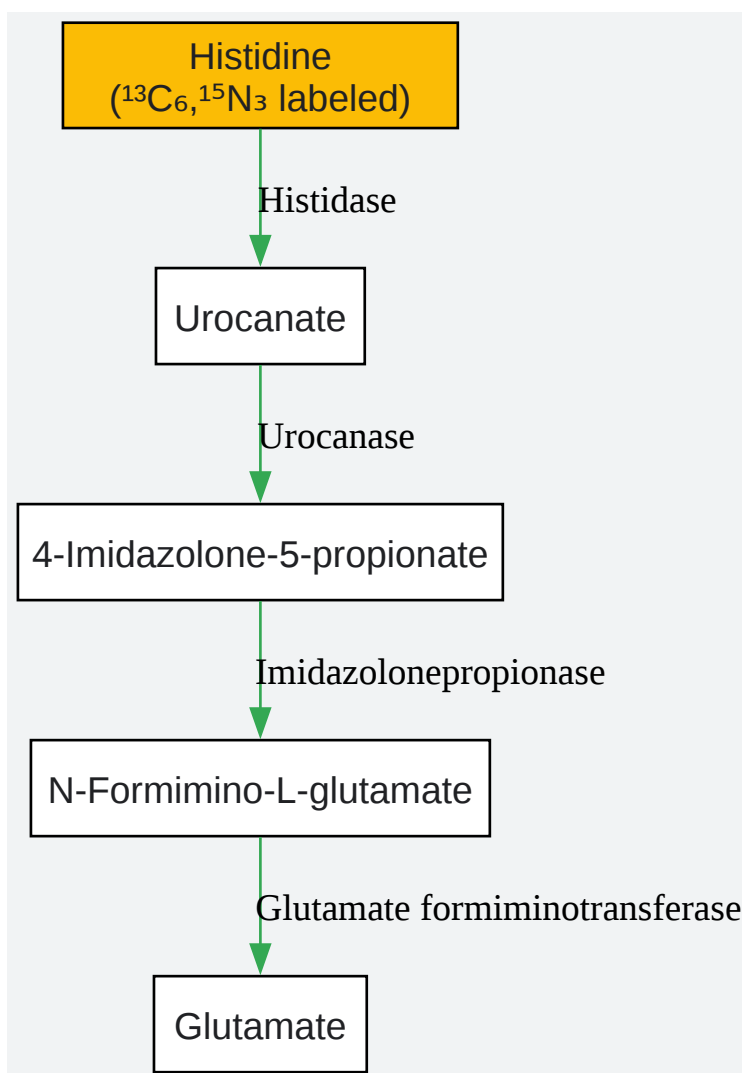 Histidine
(¹³C₆,¹⁵N₃ labeled)
Histidase
Urocanate
Urocanase
4-Imidazolone-5-propionate
Imidazolonepropionase
N-Formimino-L-glutamate
Glutamate formiminotransferase
Glutamate